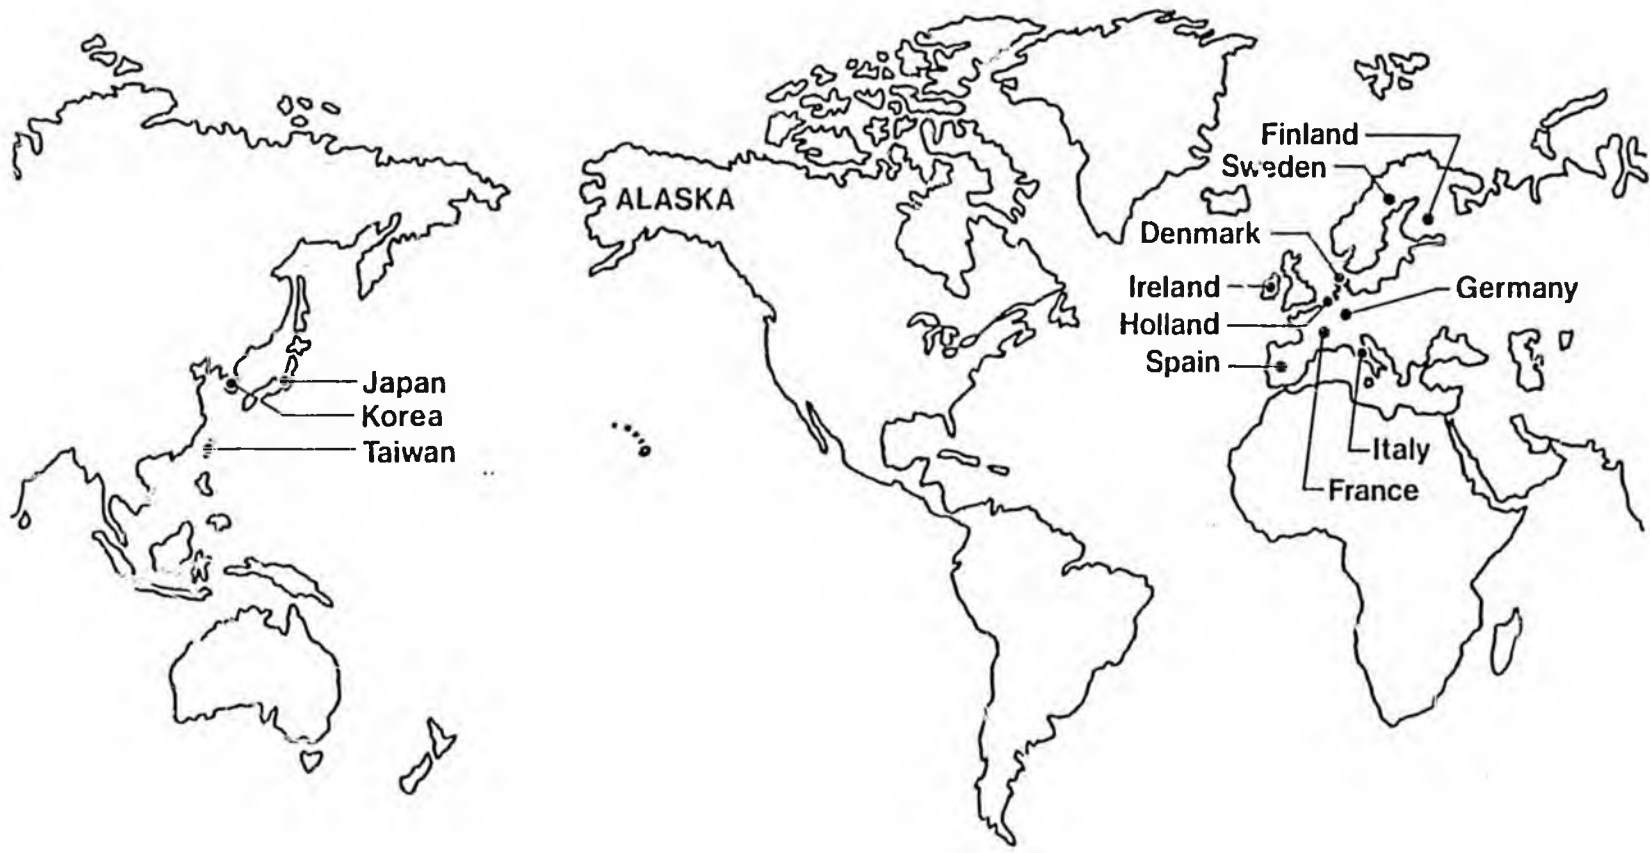 Finland
Sweden
ALASKA
Denmark
Ireland
Germany
Holland
Spain
Japan
Korea
Taiwan
Italy
France